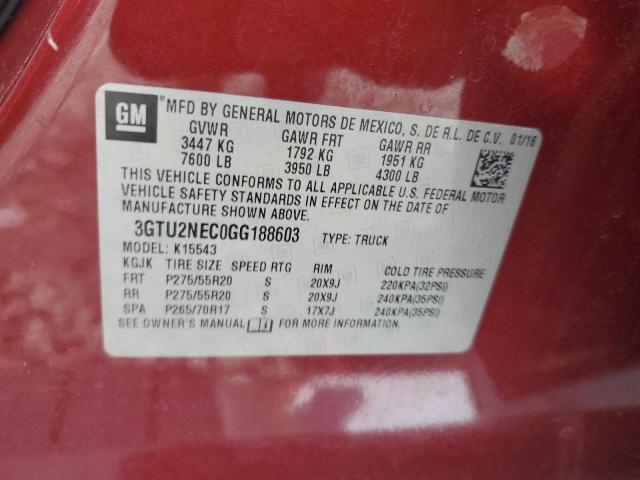 GM *MFD BY GENERAL MOTORS DE MEXICO, S. DE R.L. DE C.V. 01/16
GVWR GAWR FRT GAWR RR
3447 KG 1792 KG 1951 KG
7600 LB 3950 LB 4300 LB
THIS VEHICLE CONFORMS TO ALL APPLICABLE U.S. FEDERAL MOTOR
VEHICLE SAFETY STANDARDS IN EFFECT ON THE DATE OF
MANUFACTURE SHOWN ABOVE.
3GTU2NEC0GG188603 TYPE: TRUCK
MODEL: K15543
KGJK TIRE SIZE SPEED RTG RIM COLD TIRE PRESSURE
FRT P275/55R20 S 20X9J 220KPA(32PSI)
RR P275/55R20 S 20X9J 240KPA(35PSI)
SPA P265/70R17 S 17X7J 240KPA(35PSI)
SEE OWNER'S MANUAL FOR MORE INFORMATION.